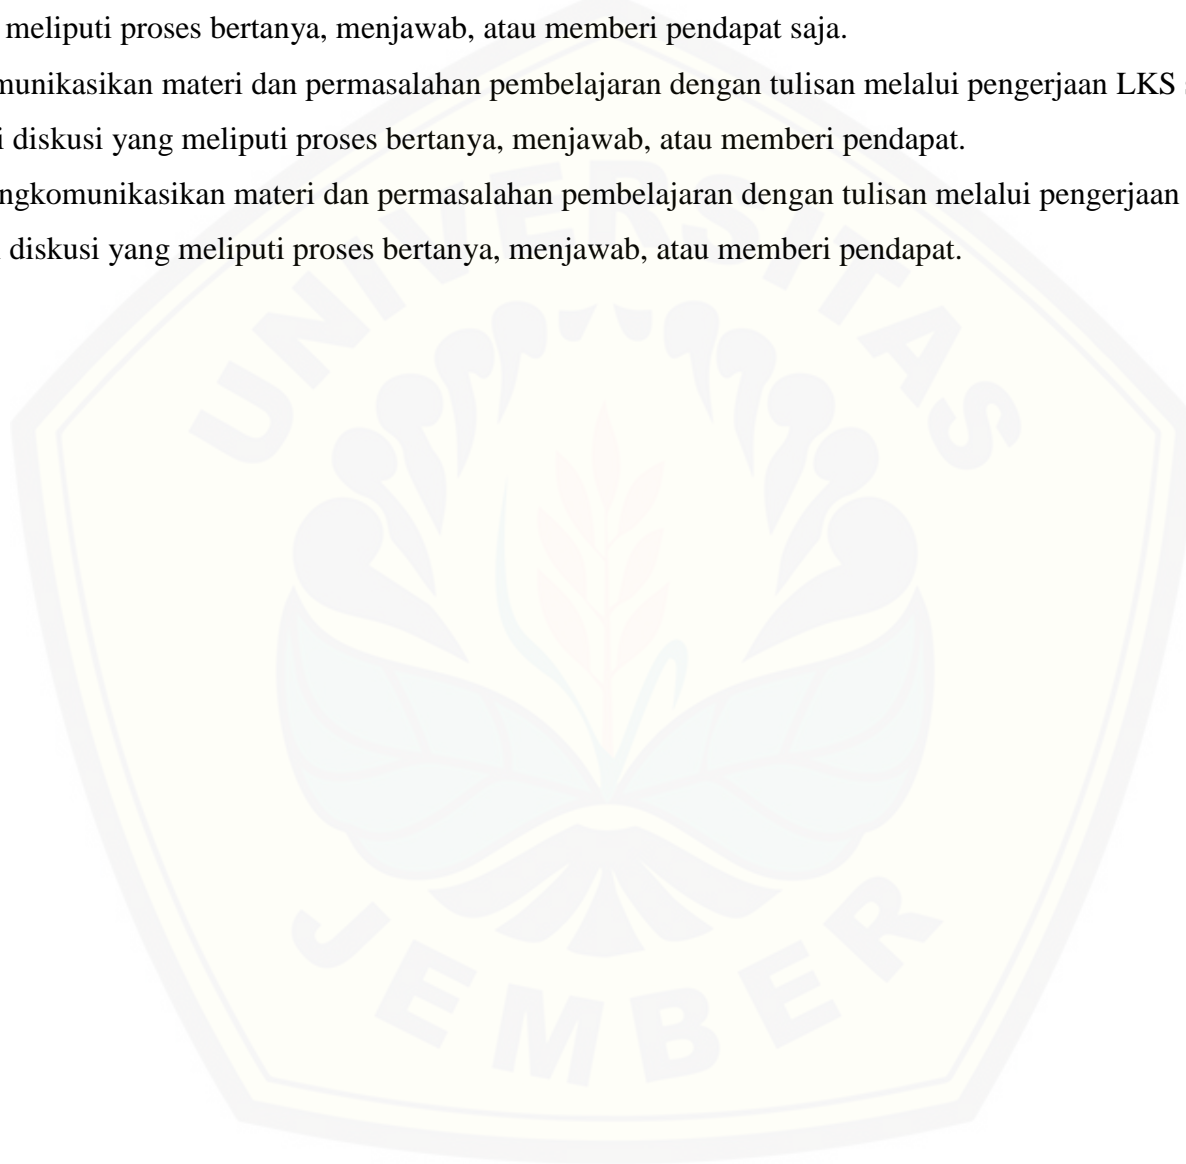 meliputi proses bertanya, menjawab, atau memberi pendapat saja.
munikasikan materi dan permasalahan pembelajaran dengan tulisan melalui pengerjaan LKS
i diskusi yang meliputi proses bertanya, menjawab, atau memberi pendapat.
ngkomunikasikan materi dan permasalahan pembelajaran dengan tulisan melalui pengerjaan
diskusi yang meliputi proses bertanya, menjawab, atau memberi pendapat.
UNIVERSITAS
JEMBER